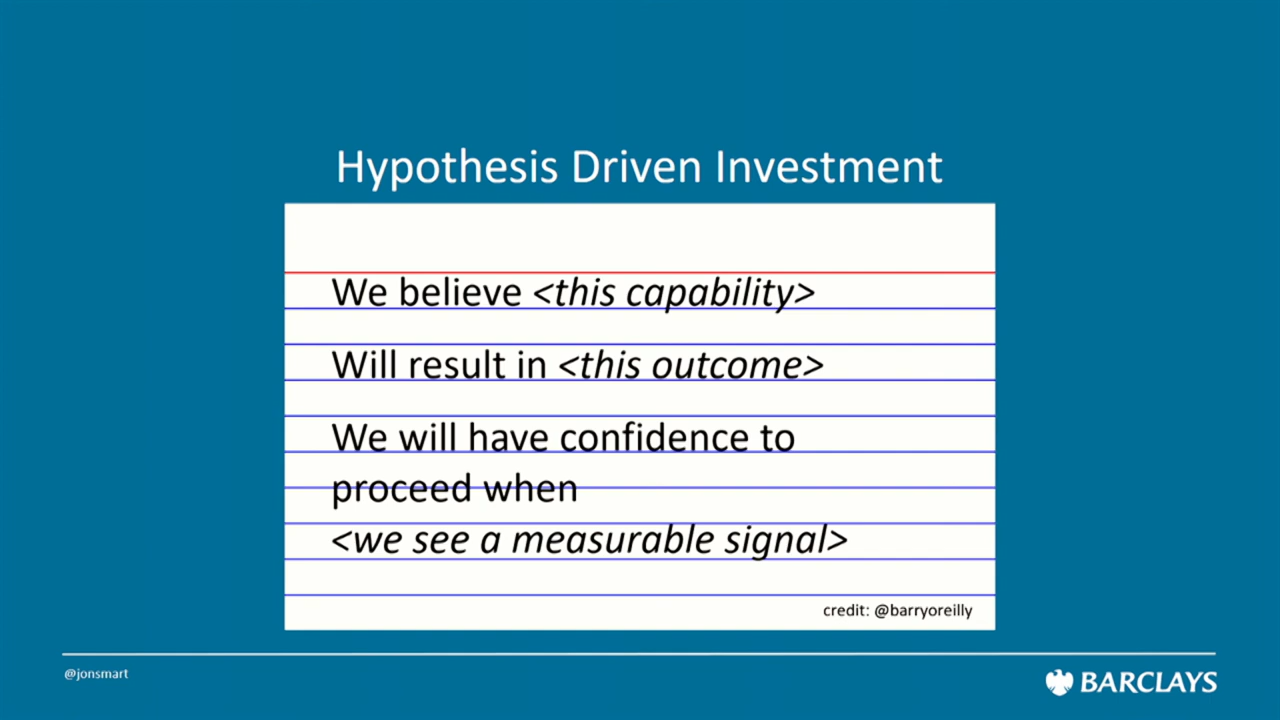 Hypothesis Driven Investment
We believe <this capability>
Will result in <this outcome>
We will have confidence to
proceed when
<we see a measurable signal>
credit: @barryoreilly
@jonsmart
BARCLAYS